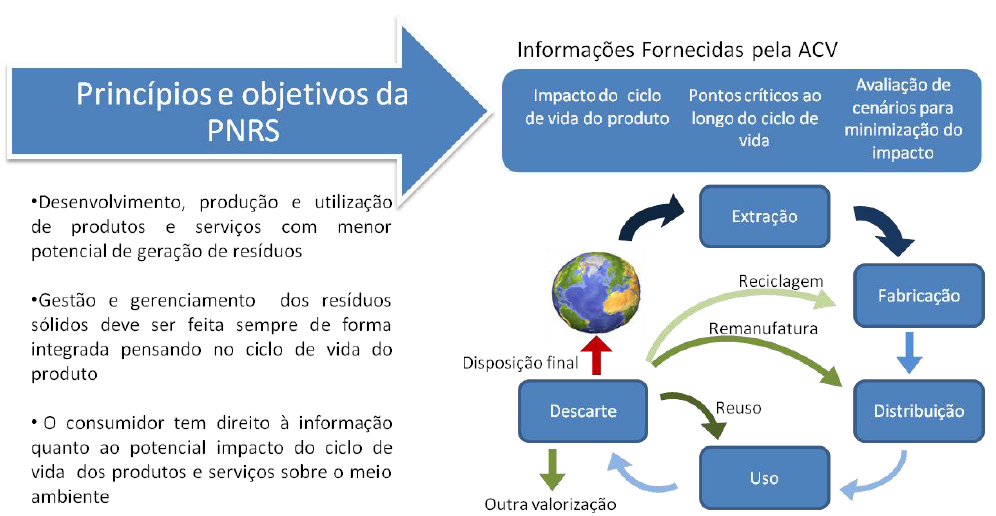 Princípios e objetivos da
PNRS
•Desenvolvimento, produção e utilização
de produtos e serviços com menor
potencial de geração de resíduos
•Gestão e gerenciamento dos resíduos
sólidos deve ser feita sempre de forma
integrada pensando no ciclo de vida do
produto
• O consumidor tem direito à informação
quanto ao potencial impacto do ciclo de
vida dos produtos e serviços sobre o meio
ambiente
Informações Fornecidas pela ACV
Impacto do ciclo
de vida do produto
Pontos críticos ao
longo do ciclo de
vida
Avaliação de
cenários para
minimização do
impacto
Extração
Reciclagem
Fabricação
Remanufatura
Disposição final
Descarte
Reuso
Distribuição
Uso
Outra valorização